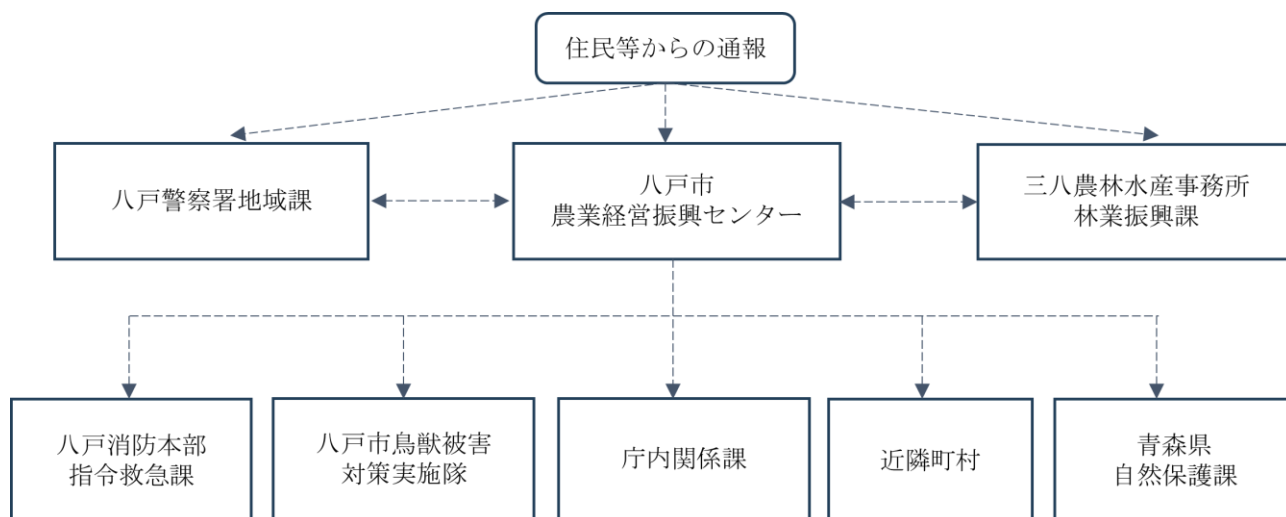 住民等からの通報
八戸警察署地域課
八戸市
農業経営振興センター
三八農林水産事務所
林業振興課
八戸消防本部
指令救急課
八戸市鳥獣被害
対策実施隊
庁内関係課
近隣町村
青森県
自然保護課